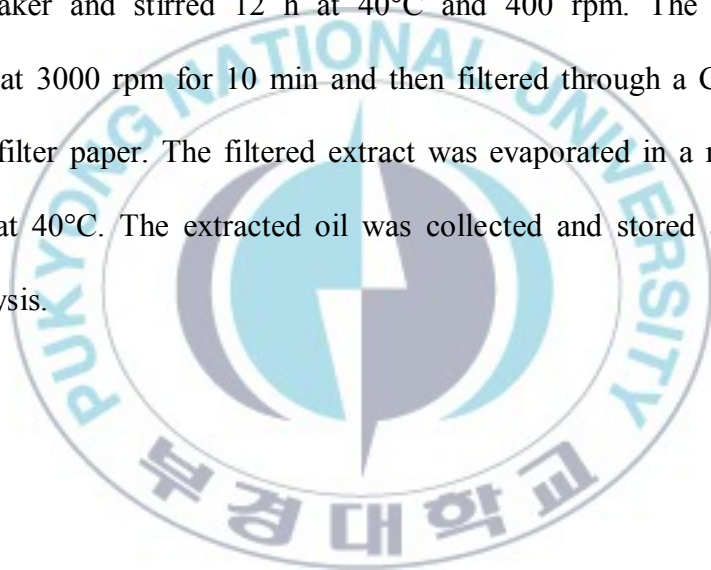 and stirred 12 h at 40°C and 400 rpm. The
at 3000 rpm for 10 min and then filtered through a
filter paper. The filtered extract was evaporated in a
at 40°C. The extracted oil was collected and stored
PUKYONG NATIONAL UNIVERSITY
부경대학교